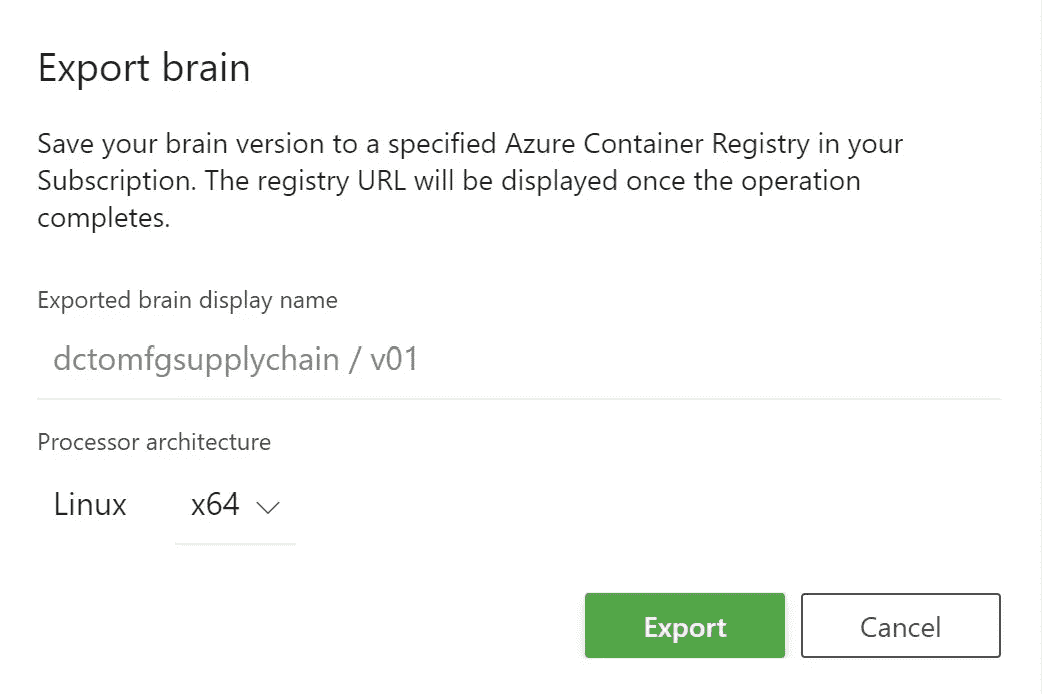 Export brain
Save your brain version to a specified Azure Container Registry in your
Subscription. The registry URL will be displayed once the operation
completes.
Exported brain display name
dctomfgsupplychain / v01
Processor architecture
Linux x64
Export Cancel